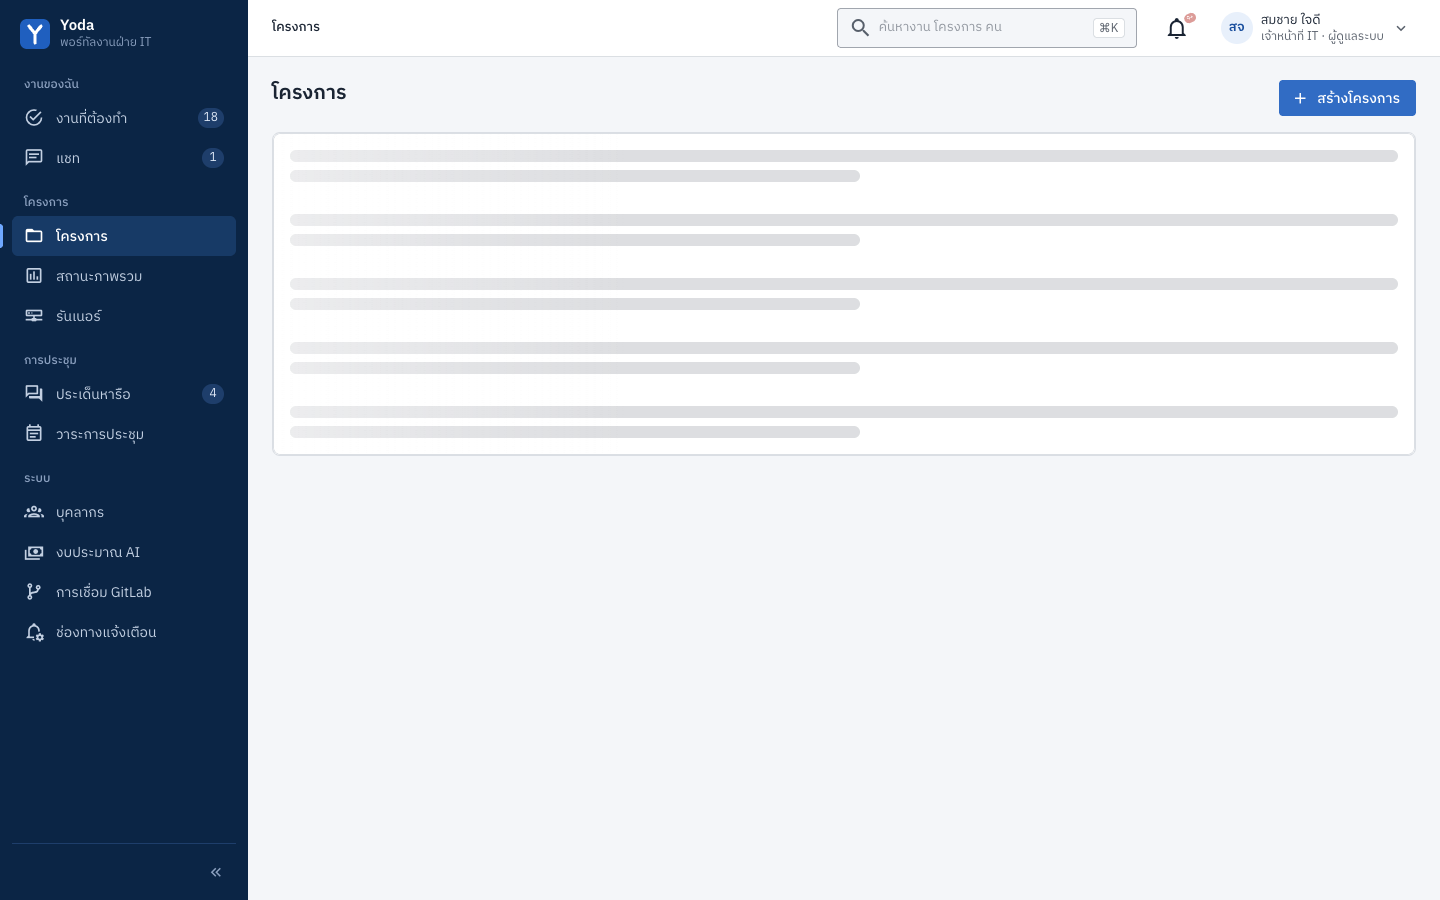 Yoda
พอร์ทัลงานฝ่าย IT
งานของฉัน
งานที่ต้องทำ 18
แชท 1
โครงการ
โครงการ
สถานะภาพรวม
รันเนอร์
การประชุม
ประเด็นหารือ 4
วาระการประชุม
ระบบ
บุคลากร
งบประมาณ AI
การเชื่อม GitLab
ช่องทางแจ้งเตือน
โครงการ
ค้นหางาน โครงการ คน ⌘K
สจ
สมชาย ใจดี
เจ้าหน้าที่ IT · ผู้ดูแลระบบ
โครงการ
สร้างโครงการ